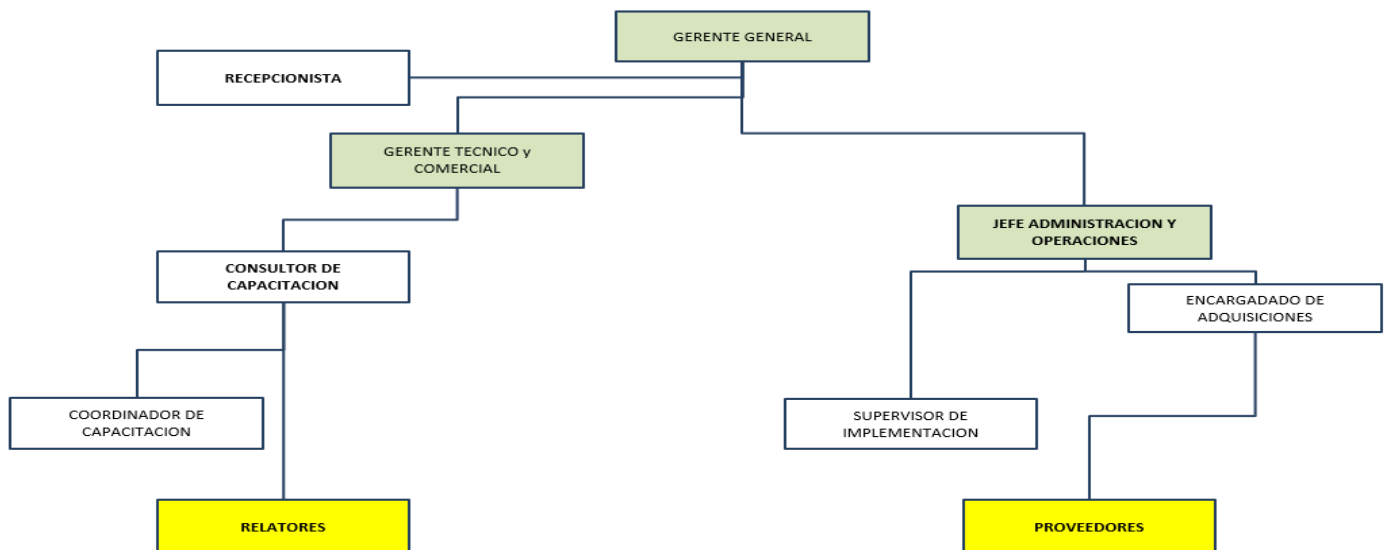 GERENTE GENERAL
RECEPCIONISTA
GERENTE TECNICO y
COMERCIAL
JEFE ADMINISTRACION Y
OPERACIONES
CONSULTOR DE
CAPACITACION
ENCARGADADO DE
ADQUISICIONES
COORDINADOR DE
CAPACITACION
SUPERVISOR DE
IMPLEMENTACION
RELATORES
PROVEEDORES